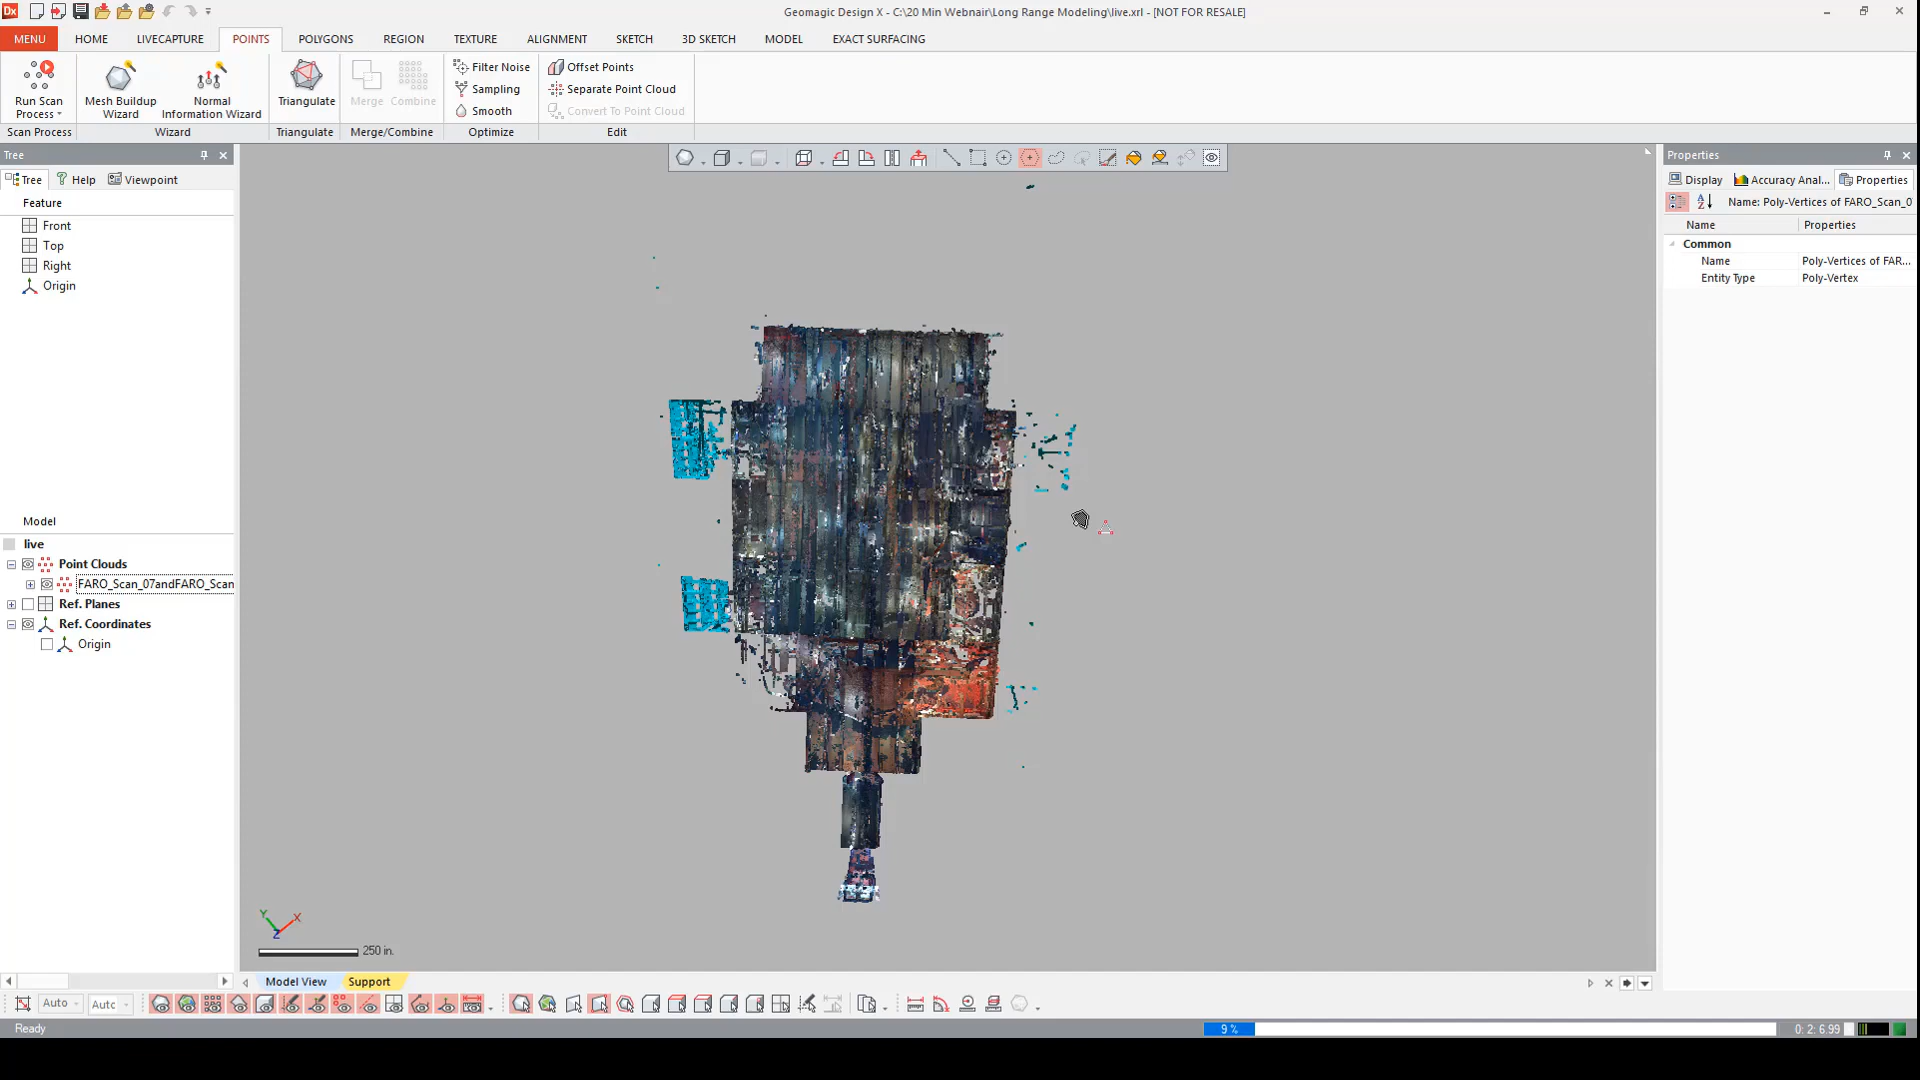 Dx
Geomagic Design X - C:\20 Min Webnair\Long Range Modeling\live.xrl - [NOT FOR RESALE]
MENU HOME LIVECAPTURE POINTS POLYGONS REGION TEXTURE ALIGNMENT SKETCH 3D SKETCH MODEL EXACT SURFACING
Run Scan Process
Mesh Buildup Wizard
Normal Information Wizard
Triangulate
Merge
Combine
Filter Noise
Sampling
Smooth
Offset Points
Separate Point Cloud
Convert To Point Cloud
Scan Process Wizard Triangulate Merge/Combine Optimize Edit
Tree
Tree Help Viewpoint
Feature
Front
Top
Right
Origin
Model
live
Point Clouds
FARO_Scan_07andFARO_Scan
Ref. Planes
Ref. Coordinates
Origin
Y X Z
250 in.
Properties
Display Accuracy Anal... Properties
A Z Name: Poly-Vertices of FARO_Scan_0
Name Properties
Common
Name Poly-Vertices of FAR...
Entity Type Poly-Vertex
Model View Support
Auto Autc
Ready 9 % 0: 2: 6.99